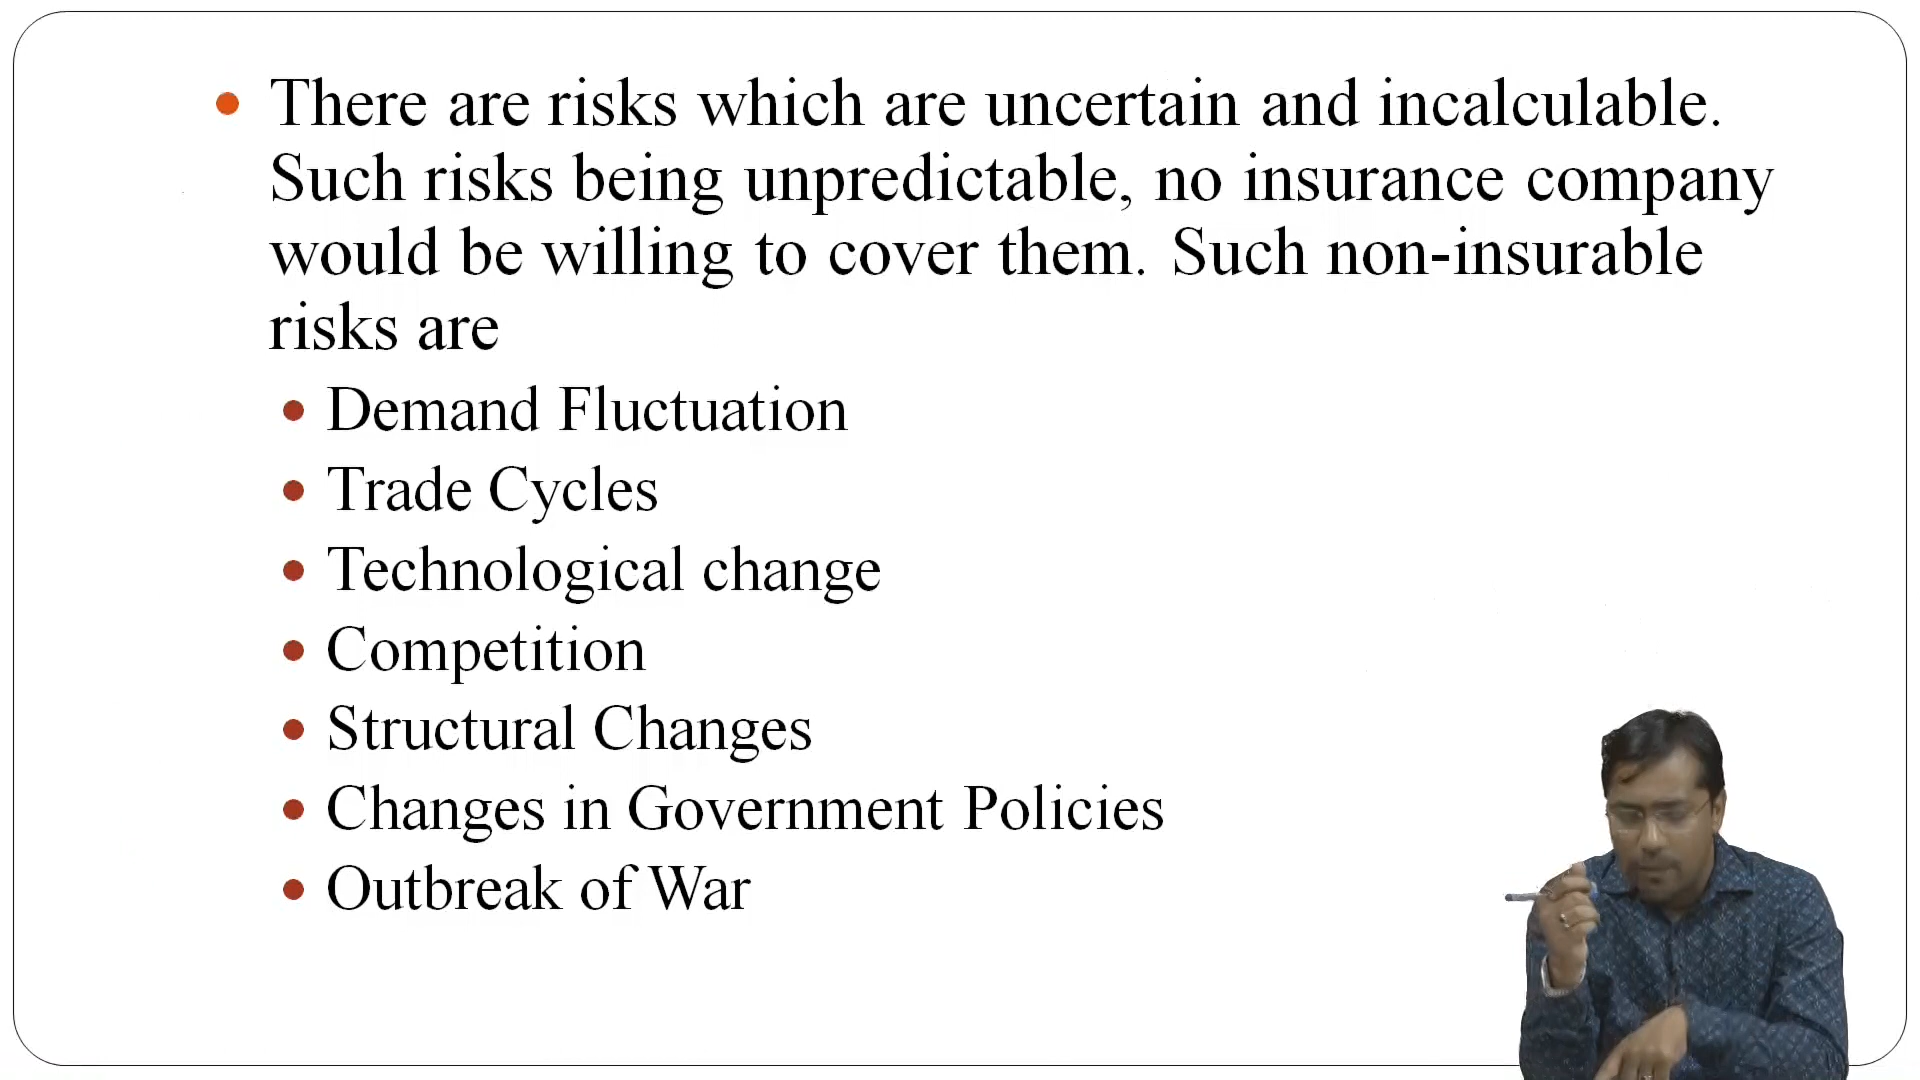 There are risks which are uncertain and incalculable.
Such risks being unpredictable, no insurance company
would be willing to cover them. Such non-insurable
risks are
Demand Fluctuation
Trade Cycles
Technological change
Competition
Structural Changes
Changes in Government Policies
Outbreak of War